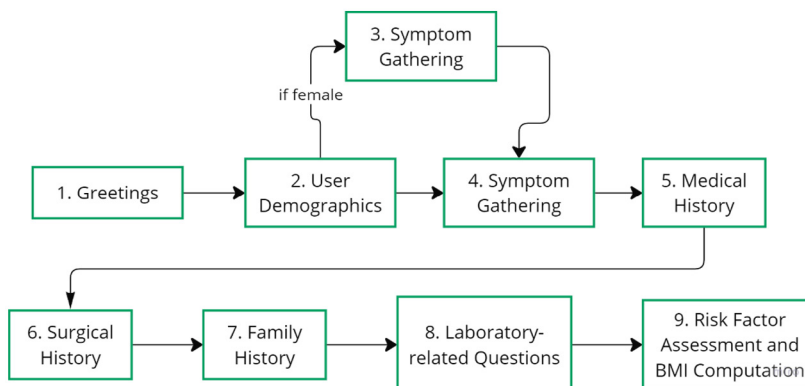 3. Symptom
Gathering
if female
1. Greetings
2. User
Demographics
4. Symptom
Gathering
5. Medical
History
6. Surgical
History
7. Family
History
8. Laboratory-
related Questions
9. Risk Factor
Assessment and
BMI Computation